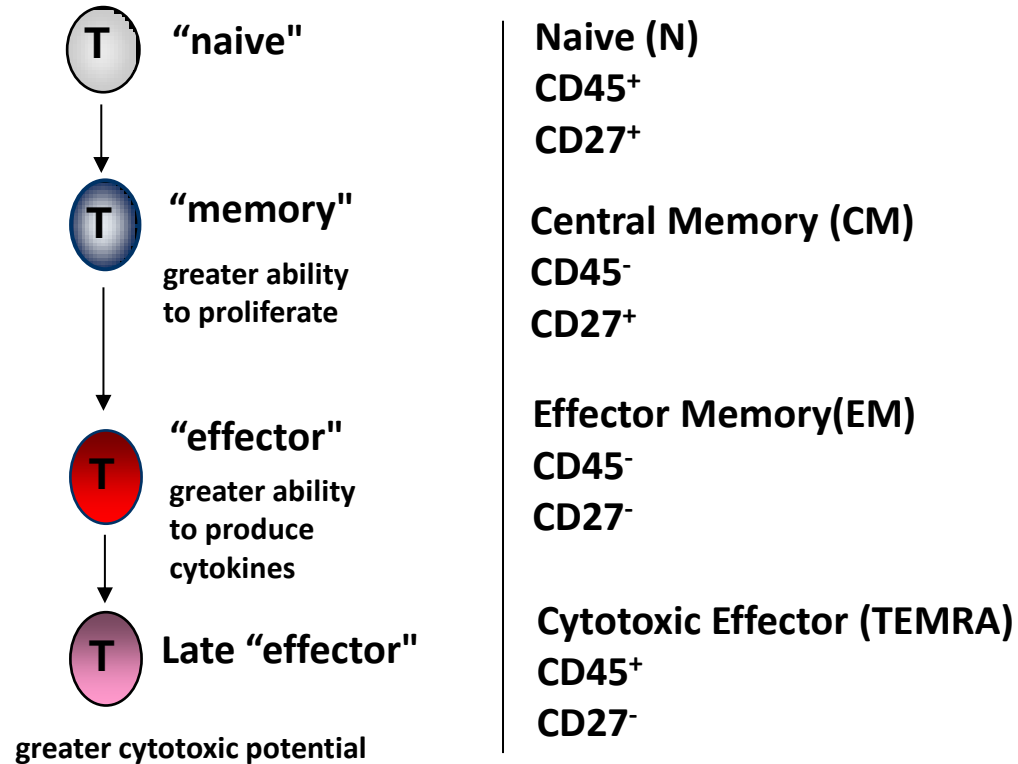 T
“naive"
T
“memory"
greater ability
to proliferate
T
“effector"
greater ability
to produce
cytokines
T
Late “effector"
greater cytotoxic potential
Naive (N)
CD45⁺
CD27⁺
Central Memory (CM)
CD45⁻
CD27⁺
Effector Memory(EM)
CD45⁻
CD27⁻
Cytotoxic Effector (TEMRA)
CD45⁺
CD27⁻